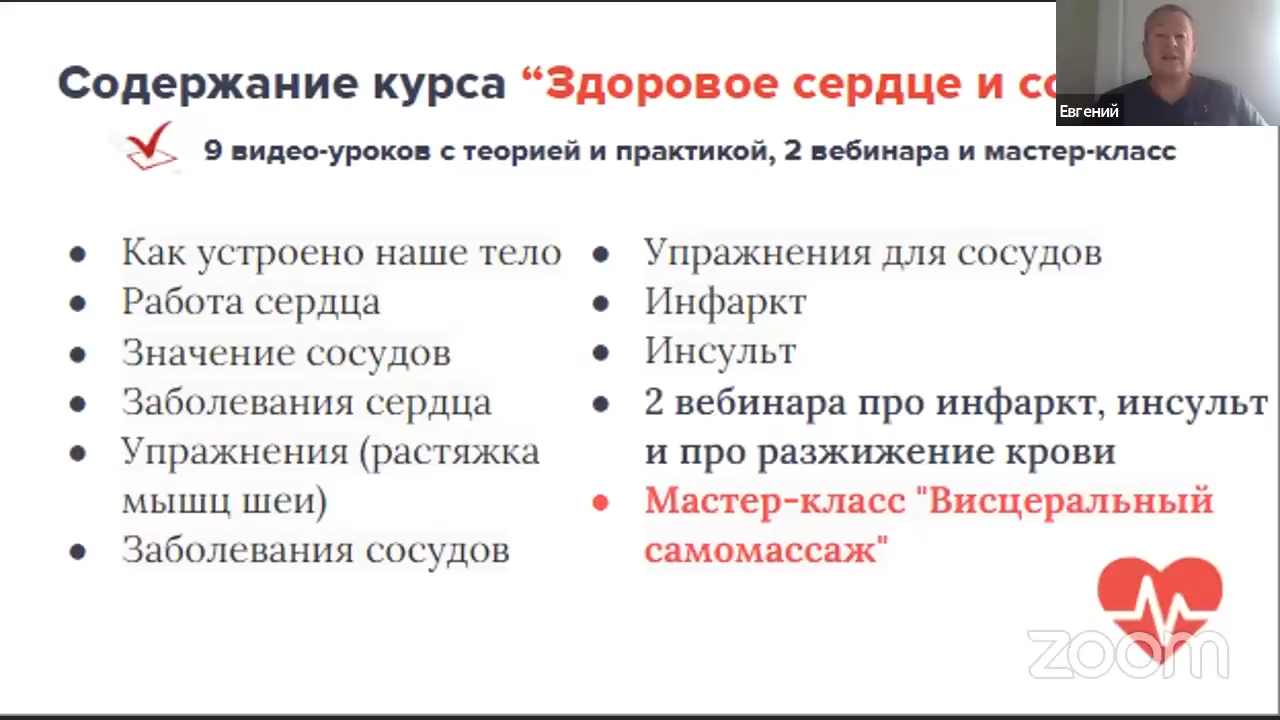 Содержание курса “Здоровое сердце и
Евгений
9 видео-уроков с теорией и практикой, 2 вебинара и мастер-класс
Как устроено наше тело
Работа сердца
Значение сосудов
Заболевания сердца
Упражнения (растяжка
мышц шеи)
Заболевания сосудов
Упражнения для сосудов
Инфаркт
Инсульт
2 вебинара про инфаркт, инсульт
и про разжижение крови
Мастер-класс "Висцеральный
самомассаж"
zoom